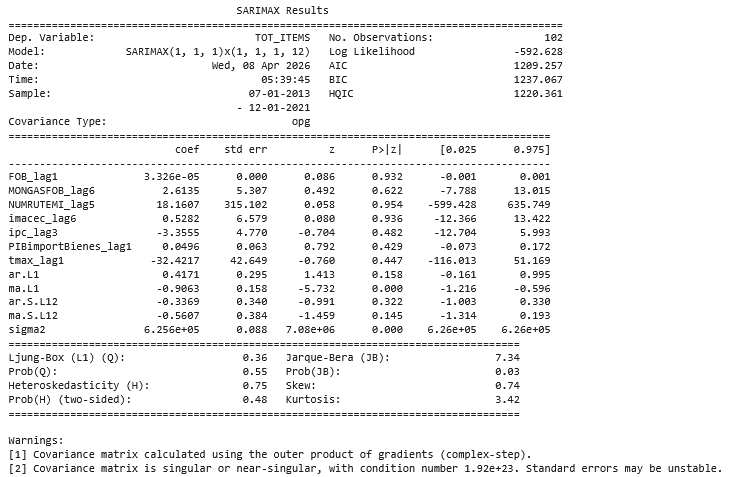 SARIMAX Results
==========================================================================================
Dep. Variable: TOT_ITEMS No. Observations: 102
Model: SARIMAX(1, 1, 1)x(1, 1, 1, 12) Log Likelihood -592.628
Date: Wed, 08 Apr 2026 AIC 1209.257
Time: 05:39:45 BIC 1237.067
Sample: 07-01-2013 HQIC 1220.361
- 12-01-2021
Covariance Type: opg
========================================================================================
coef std err z P>|z| [0.025 0.975]
----------------------------------------------------------------------------------------
FOB_lag1 3.326e-05 0.000 0.086 0.932 -0.001 0.001
MONGASFOB_lag6 2.6135 5.307 0.492 0.622 -7.788 13.015
NUMRUTEMI_lag5 18.1607 315.102 0.058 0.954 -599.428 635.749
imacec_lag6 0.5282 6.579 0.080 0.936 -12.366 13.422
ipc_lag3 -3.3555 4.770 -0.704 0.482 -12.704 5.993
PIBimportBienes_lag1 0.0496 0.063 0.792 0.429 -0.073 0.172
tmax_lag1 -32.4217 42.649 -0.760 0.447 -116.013 51.169
ar.L1 0.4171 0.295 1.413 0.158 -0.161 0.995
ma.L1 -0.9063 0.158 -5.732 0.000 -1.216 -0.596
ar.S.L12 -0.3369 0.340 -0.991 0.322 -1.003 0.330
ma.S.L12 -0.5607 0.384 -1.459 0.145 -1.314 0.193
sigma2 6.256e+05 0.088 7.08e+06 0.000 6.26e+05 6.26e+05
===================================================================================
Ljung-Box (L1) (Q): 0.36 Jarque-Bera (JB): 7.34
Prob(Q): 0.55 Prob(JB): 0.03
Heteroskedasticity (H): 0.75 Skew: 0.74
Prob(H) (two-sided): 0.48 Kurtosis: 3.42
===================================================================================
Warnings:
[1] Covariance matrix calculated using the outer product of gradients (complex-step).
[2] Covariance matrix is singular or near-singular, with condition number 1.92e+23. Standard errors may be unstable.